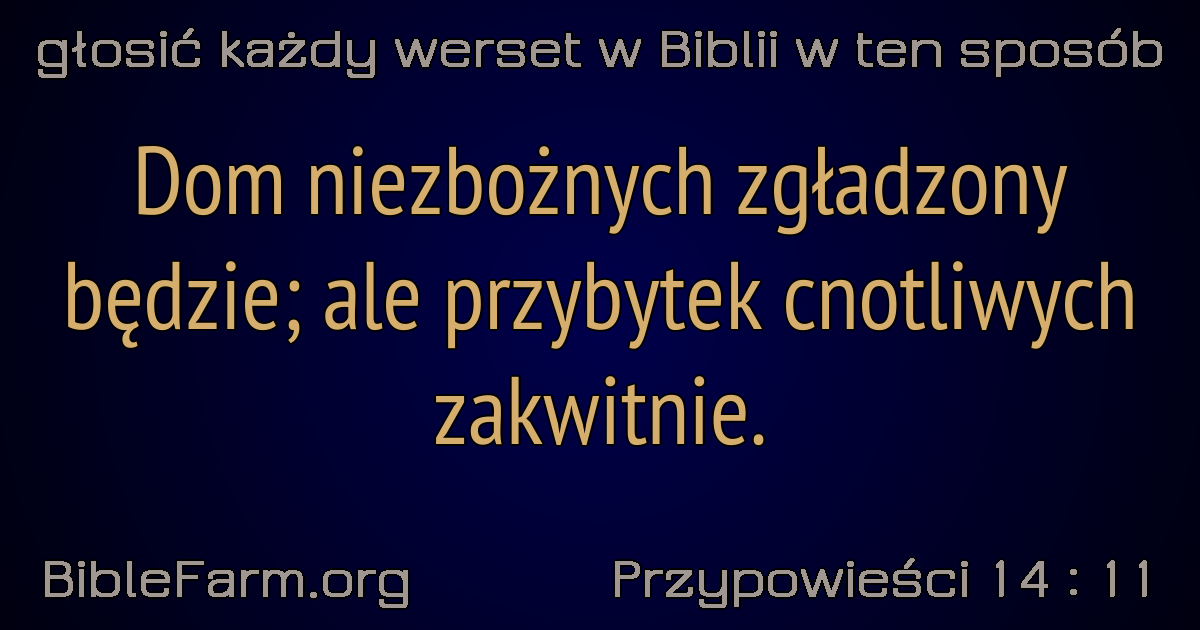 głosić każdy werset w Biblii w ten sposób
Dom niezbożnych zgładzony
będzie; ale przybytek cnotliwych
zakwitnie.
BibleFarm.org
Przypowieści 14 : 11